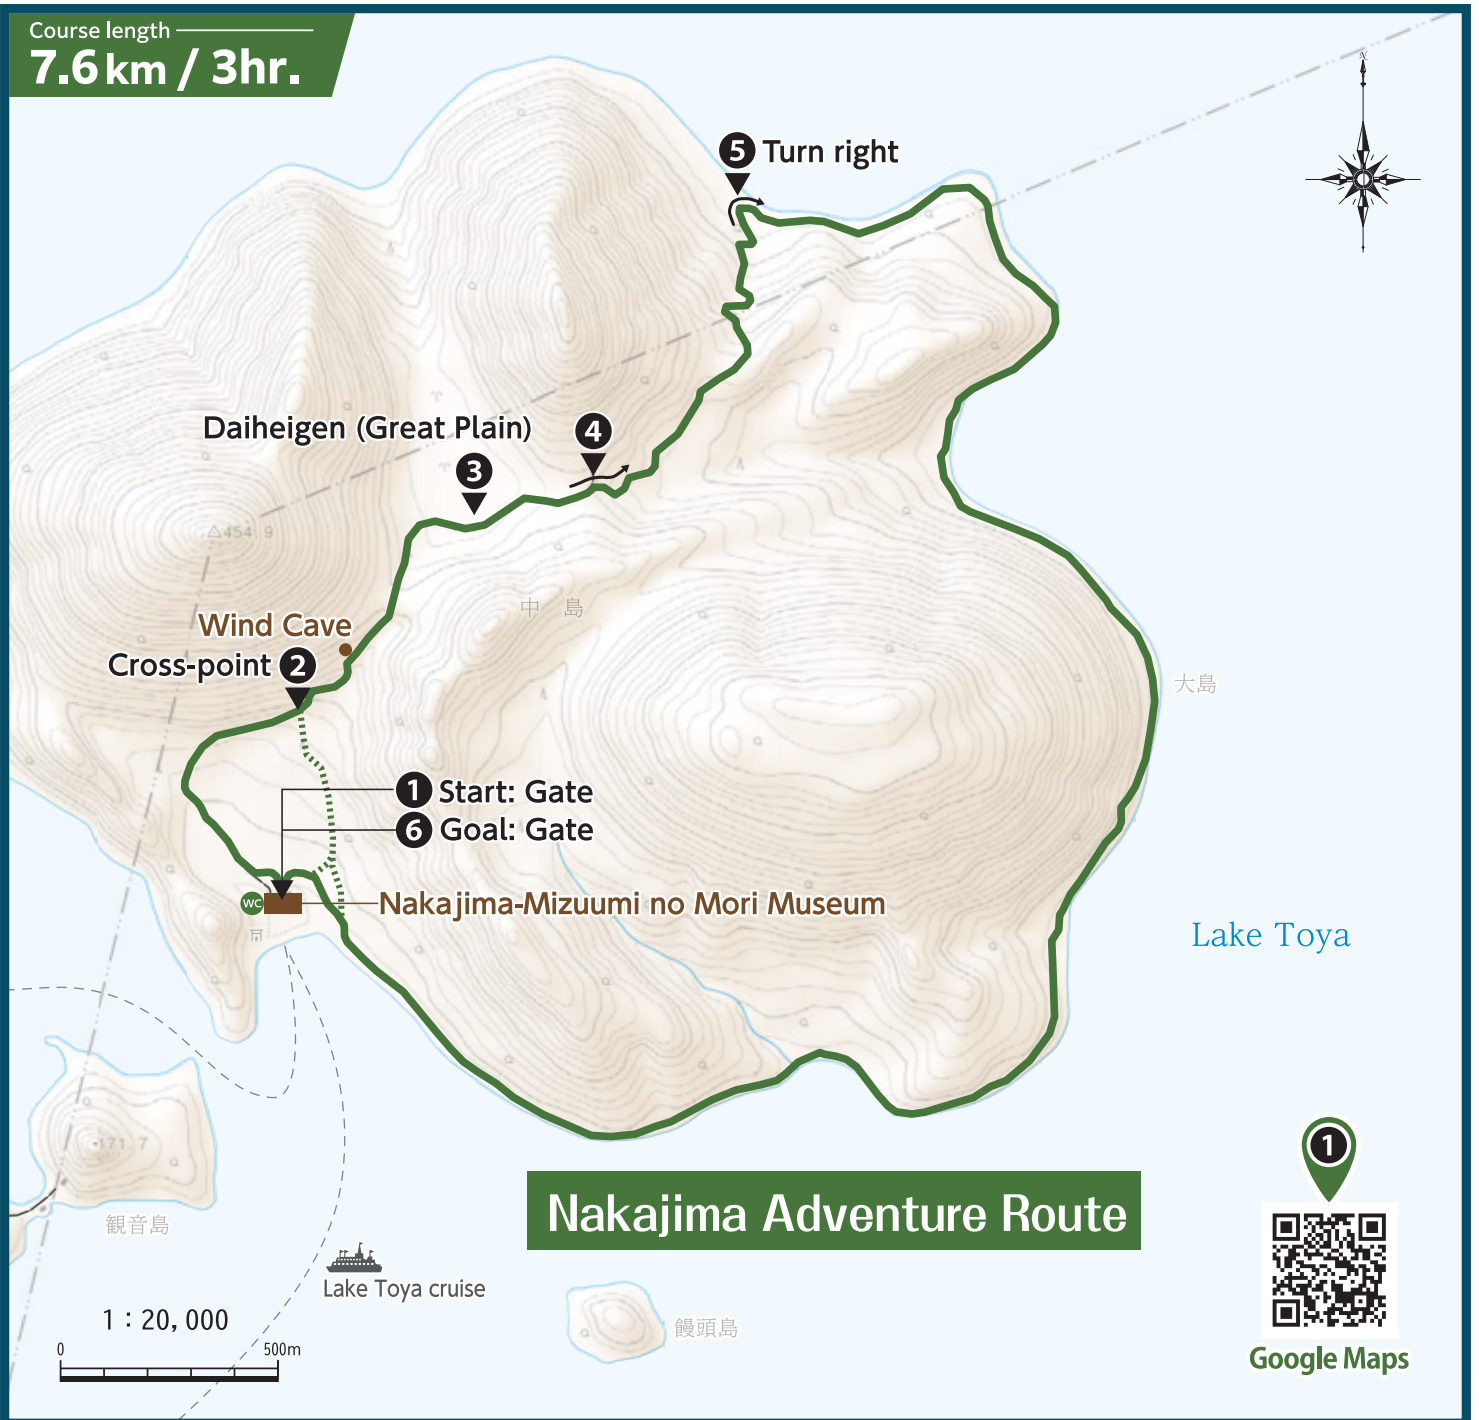 Course length
7.6 km / 3hr.
N
5 Turn right
Daiheigen (Great Plain)
4
3
454.9
中島
Wind Cave
Cross-point 2
大島
1 Start: Gate
6 Goal: Gate
WC
Nakajima-Mizuumi no Mori Museum
Lake Toya
171.7
観音島
Nakajima Adventure Route
1
Lake Toya cruise
饅頭島
1：20,000
0 500m
Google Maps